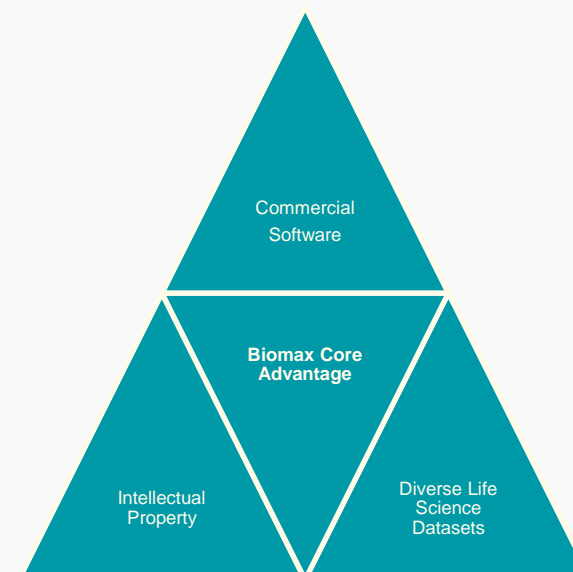 Commercial
Software
Biomax Core
Advantage
Intellectual
Property
Diverse Life
Science
Datasets